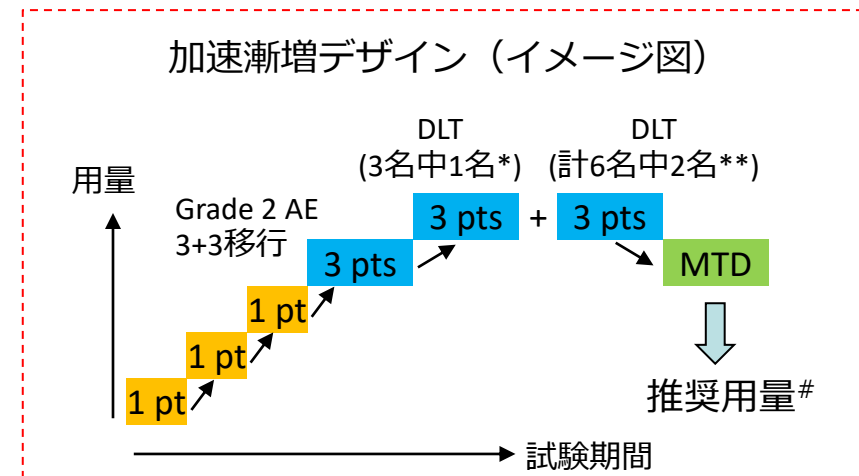 加速漸増デザイン（イメージ図）
DLT
(3名中1名*)
DLT
(計6名中2名**)
用量
Grade 2 AE
3+3移行
3 pts + 3 pts
3 pts
MTD
1 pt
1 pt
1 pt
推奨用量#
試験期間